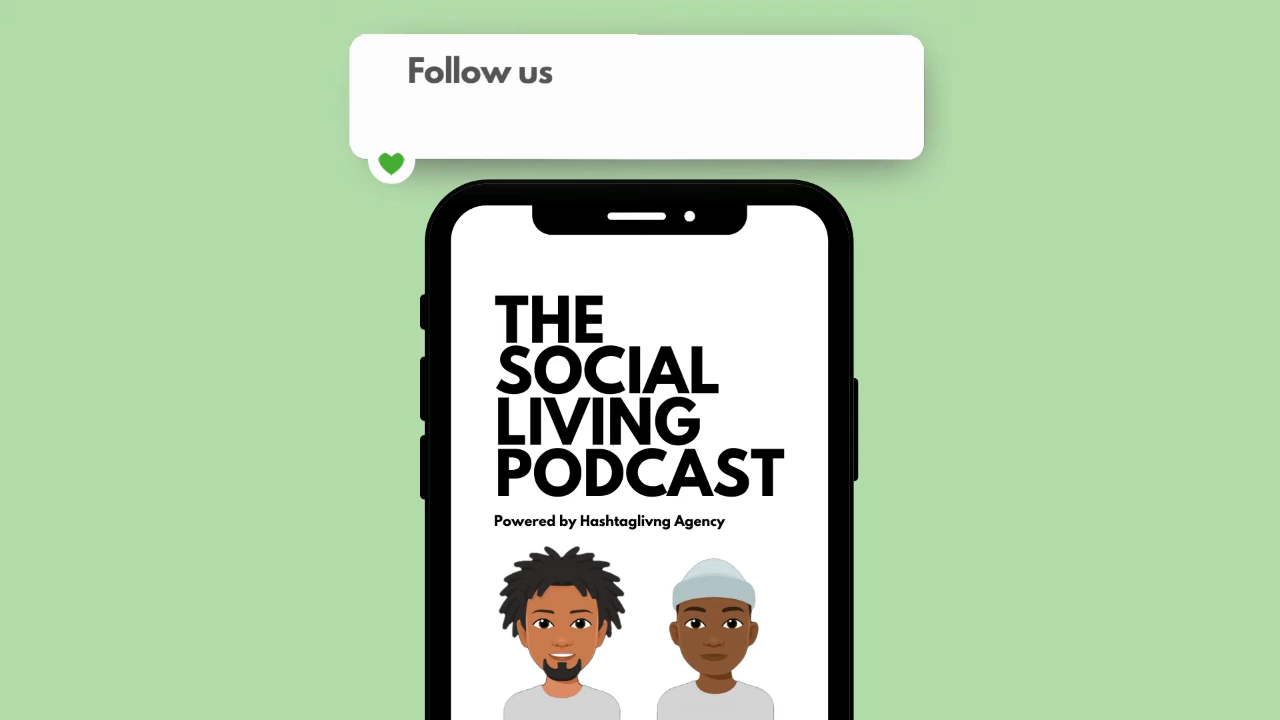 Follow us
THE
SOCIAL
LIVING
PODCAST
Powered by Hashtaglivng Agency